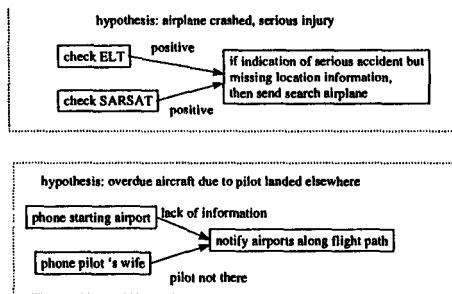 hypothesis: airplane crashed, serious injury
positive
check ELT
if indication of serious accident but
missing location information,
then send search airplane
check SARSAT
positive
hypothesis: overdue aircraft due to pilot landed elsewhere
phone starting airport
lack of information
notify airports along flight path
phone pilot 's wife
pilot not there